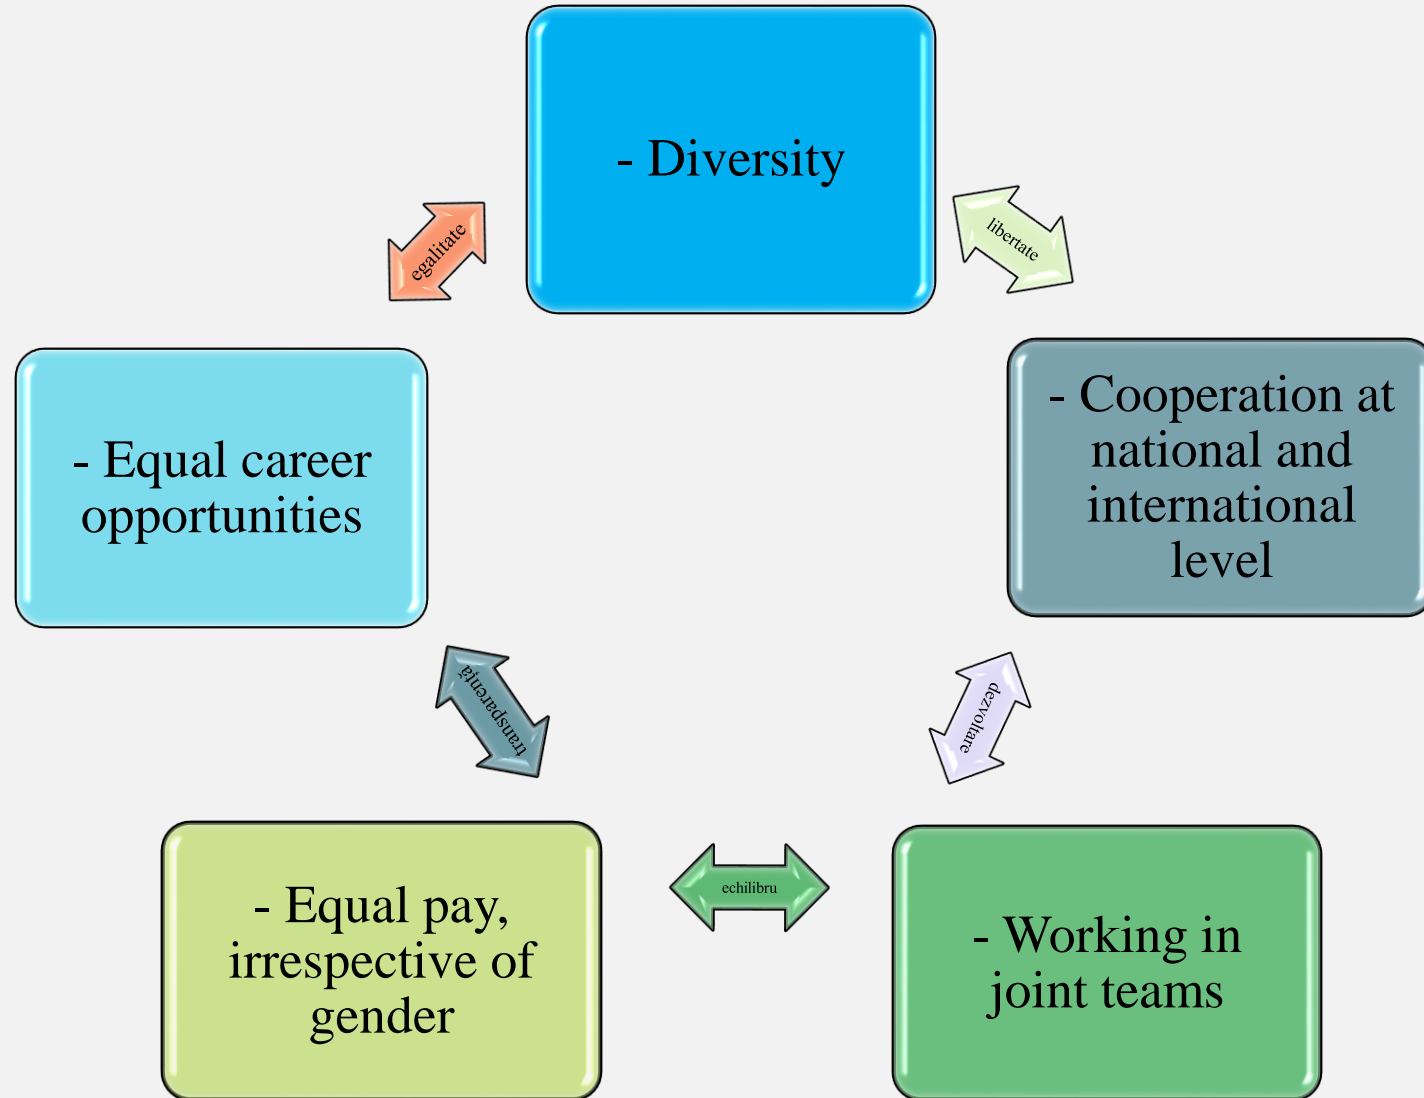 - Diversity
egalitate
libertate
- Equal career
opportunities
- Cooperation at
national and
international
level
transparență
dezvoltare
- Equal pay,
irrespective of
gender
echilibru
- Working in
joint teams